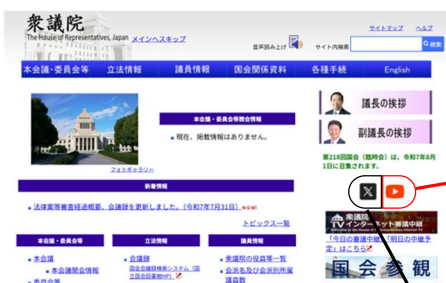 衆議院
The House of Representatives, Japan メインへスキップ
サイトマップ ヘルプ
音声読み上げ サイト内検索 検索
本会議・委員会等 立法情報 議員情報 国会関係資料 各種手続 English
本会議・委員会等開会情報
現在、掲載情報はありません。
フォトギャラリー
議長の挨拶
副議長の挨拶
第218回国会（臨時会）は、令和7年8月
1日に召集されます。
新着情報
法律案等審査経過概要、会議録を更新しました。（令和7年7月31日） NEW!
トピックス一覧
本会議・委員会等 立法情報 議員情報
本会議
本会議開会情報
委員会等
会議録
国会会議録検索システム（国
立国会図書館HP）
衆議院の役員等一覧
会派名及び会派別所属
議員数
X
衆議院
TVインターネット審議中継
「今日の審議中継」「明日の中継予
定」はこちら
国会参観